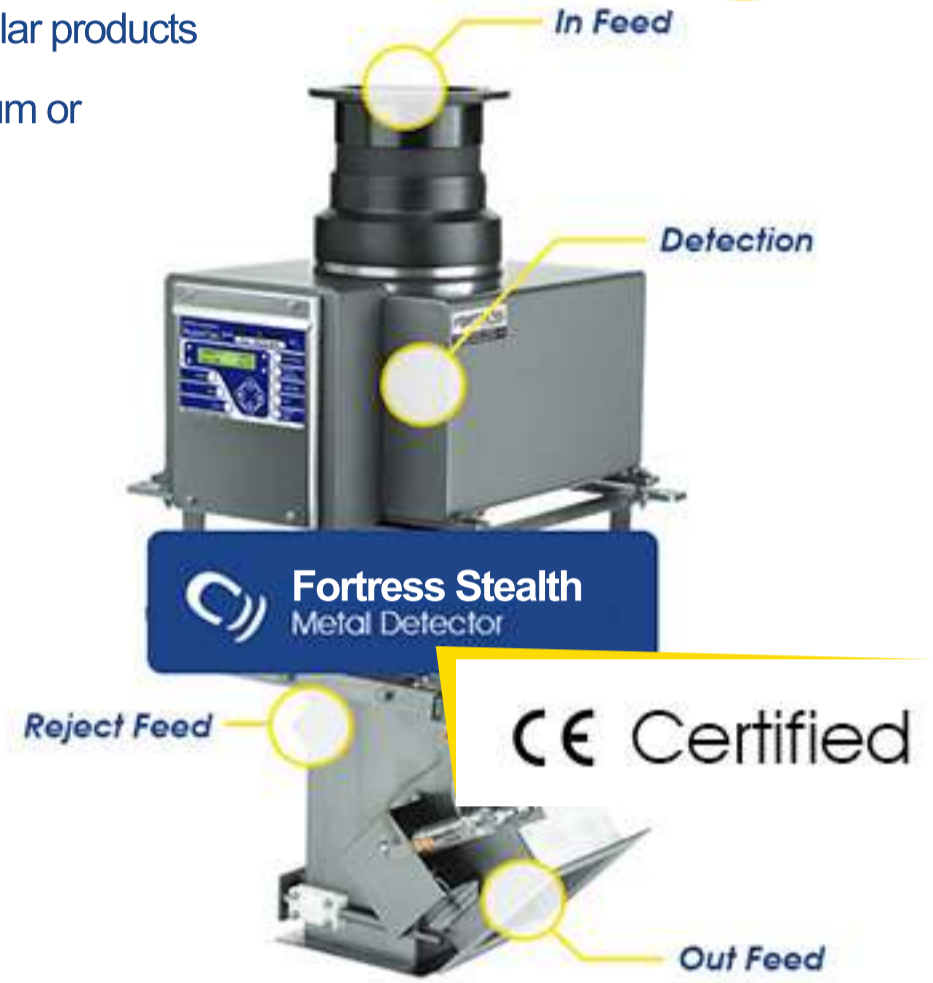 lar products
In Feed
um or
Detection
Fortress Stealth
Metal Detector
Reject Feed
CE Certified
Out Feed